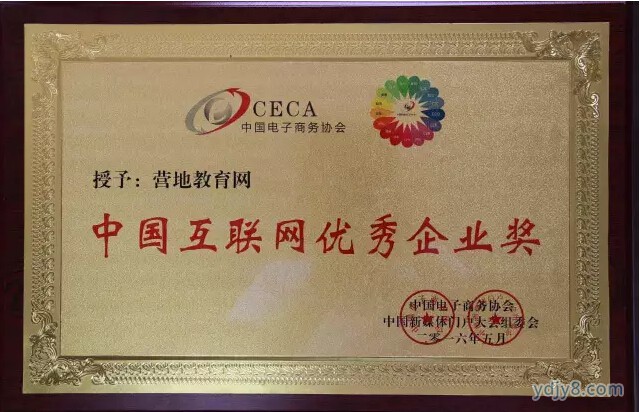 CECA
中国电子商务协会
授予：营地教育网
中国互联网优秀企业奖
中国电子商务协会
中国新媒体门户大会组委会
二零一六年五月
ydjy8.com